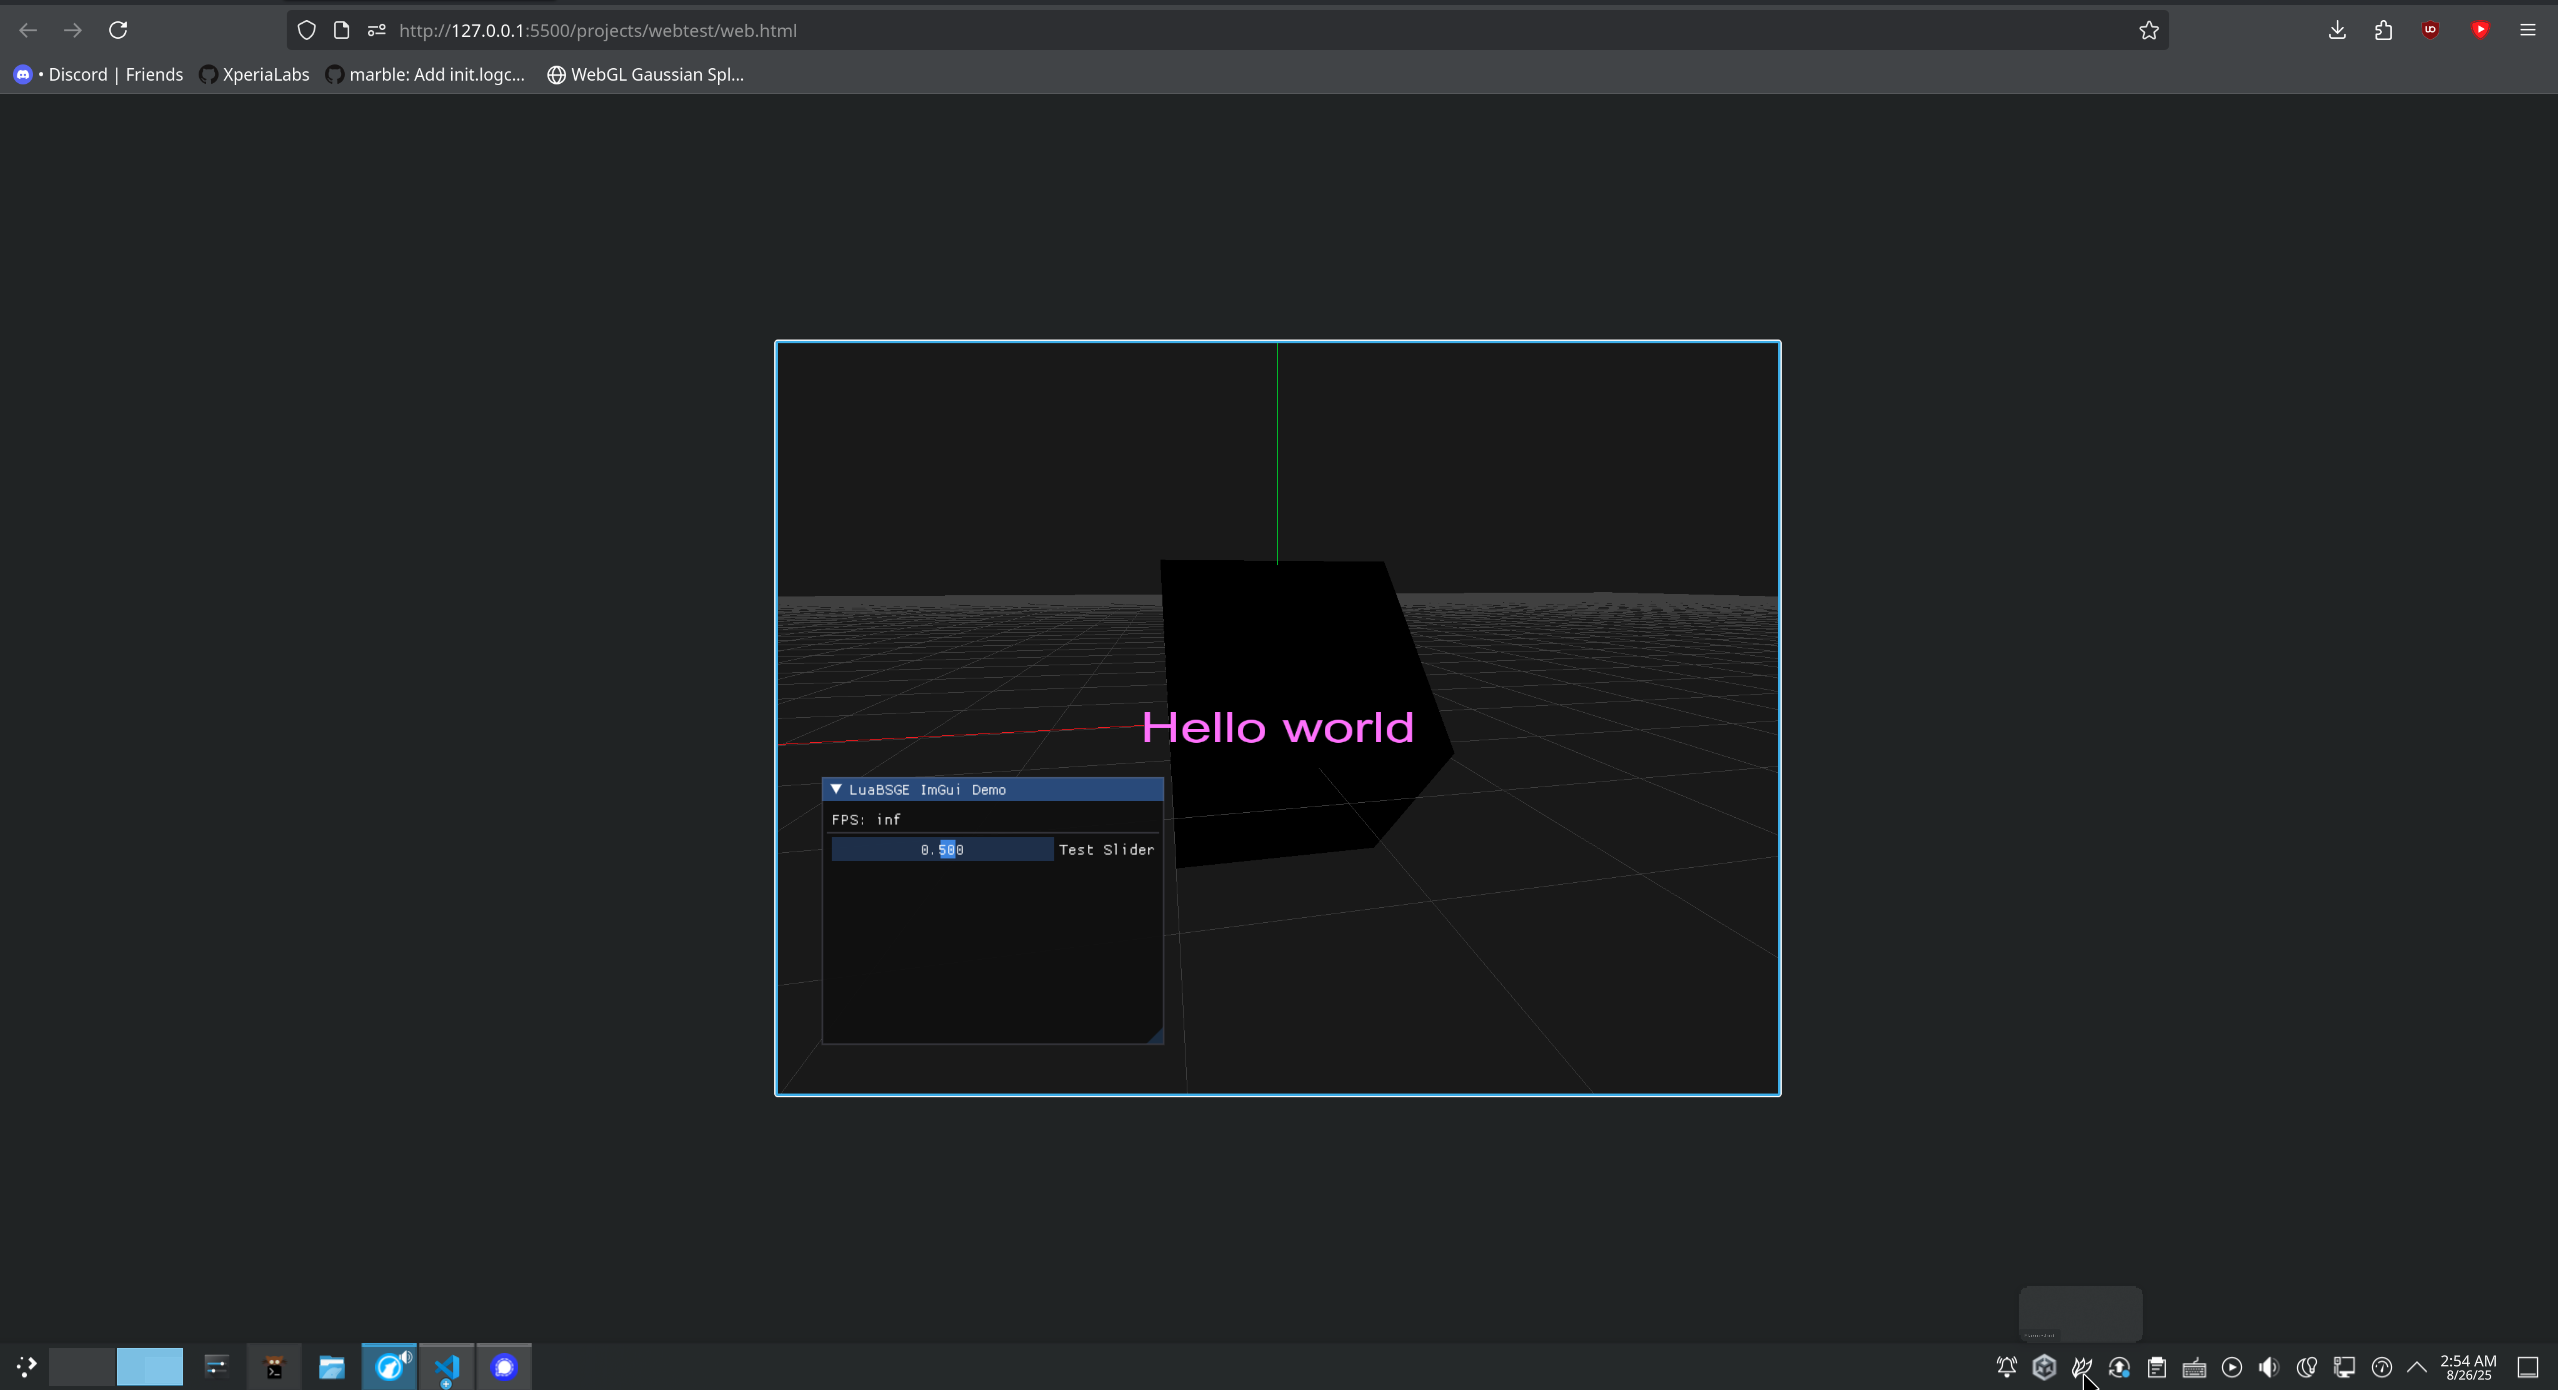 http://127.0.0.1:5500/projects/webtest/web.html
• Discord | Friends
XperiaLabs
marble: Add init.logc...
WebGL Gaussian Spl...
Hello world
LuaBSGE ImGui Demo
FPS: inf
0.500 Test Slider
2:54 AM
8/26/25